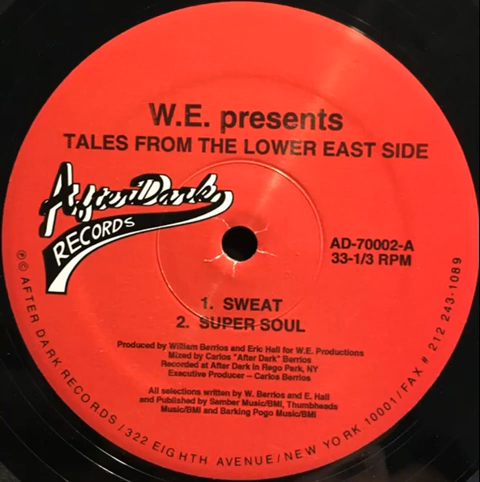 W.E. presents
TALES FROM THE LOWER EAST SIDE
After Dark
RECORDS
AD-70002-A
33-1/3 RPM
1. SWEAT
2. SUPER SOUL
Produced by William Berrios and Eric Hall for W.E. Productions
Mixed by Carlos "After Dark" Berrios
Recorded at After Dark in Rego Park, NY
Executive Producer – Carlos Berrios
All selections written by W. Berrios and E. Hall
and Published by Samber Music/BMI, Thumbheads
Music/BMI and Barking Pogo Music/BMI
℗ © AFTER DARK RECORDS / 322 EIGHTH AVENUE / NEW YORK 10001 / FAX # 212 243-1089